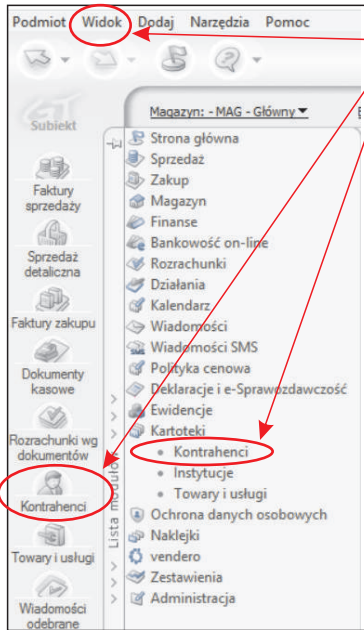 Podmiot Widok Dodaj Narzędzia Pomoc
GT
Subiekt
Faktury
sprzedaży
Sprzedaż
detaliczna
Faktury zakupu
Dokumenty
kasowe
Rozrachunki wg
dokumentów
Kontrahenci
Towary i usługi
Wiadomości
odebrane
Lista modułów
Magazyn: - MAG - Główny
Strona główna
Sprzedaż
Zakup
Magazyn
Finanse
Bankowość on-line
Rozrachunki
Działania
Kalendarz
Wiadomości
Wiadomości SMS
Polityka cenowa
Deklaracje i e-Sprawozdawczość
Ewidencje
Kartoteki
Kontrahenci
Instytucje
Towary i usługi
Ochrona danych osobowych
Naklejki
vendero
Zestawienia
Administracja